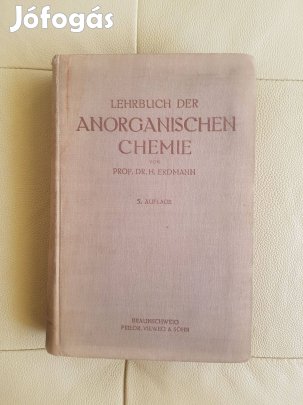 Jófogás
LEHRBUCH DER
ANORGANISCHEN
CHEMIE
VON
PROF. DR. H. ERDMANN
5. AUFLAGE
BRAUNSCHWEIG
FRIEDR. VIEWEG & SOHN